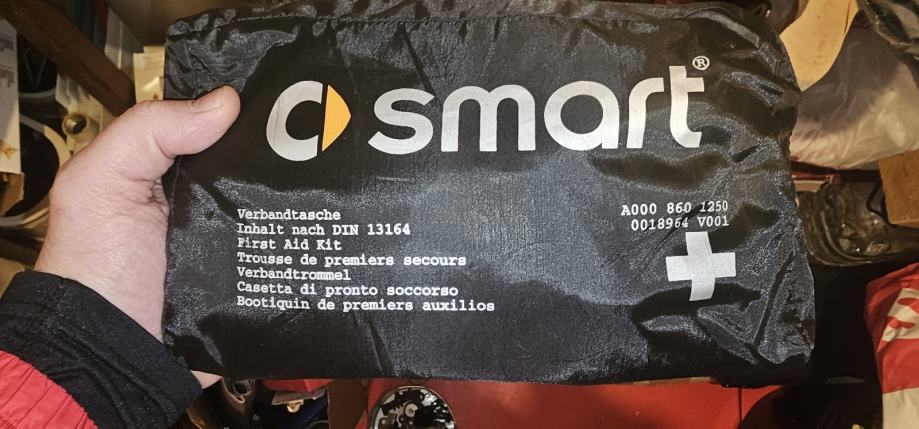 smart®
Verbandtasche
Inhalt nach DIN 13164
First Aid Kit
Trousse de premiers secours
Verbandtrommel
Casetta di pronto soccorso
Bootiquin de premiers auxilios
A000 860 1250
0018964 V001